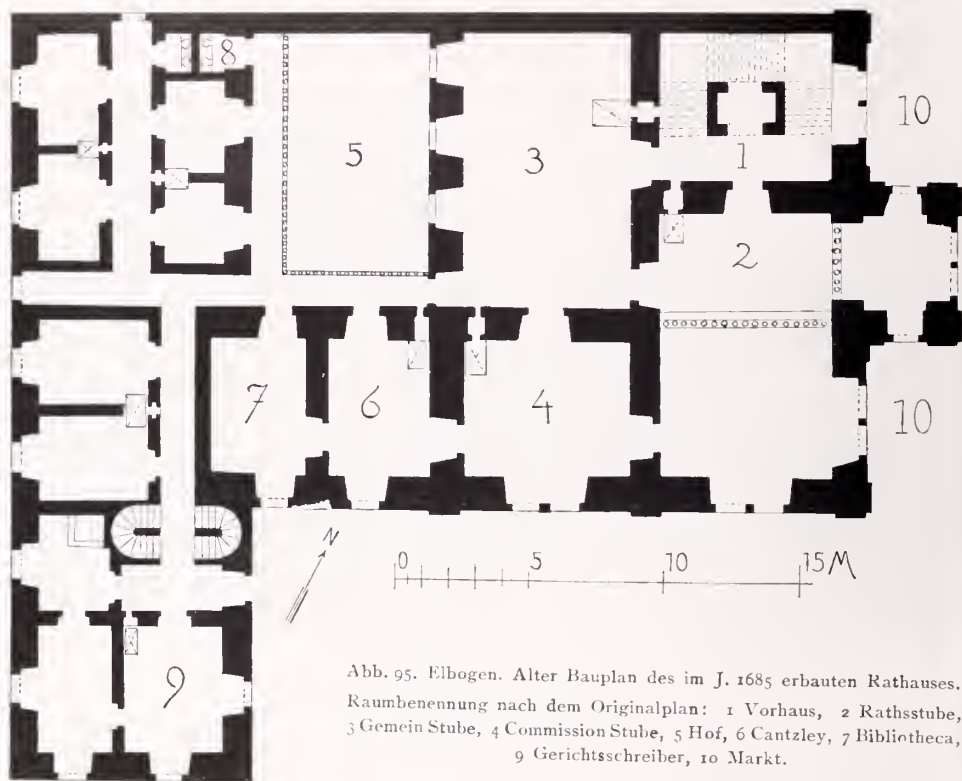 8
10
5
3
1
2
7
6
4
10
N
0 5 10 15 M
9
Abb. 95. Elbogen. Alter Bauplan des im J. 1685 erbauten Rathauses.
Raumbenennung nach dem Originalplan: 1 Vorhaus, 2 Rathsstube,
3 Gemein Stube, 4 Commission Stube, 5 Hof, 6 Cantzley, 7 Bibliotheca,
9 Gerichtsschreiber, 10 Markt.